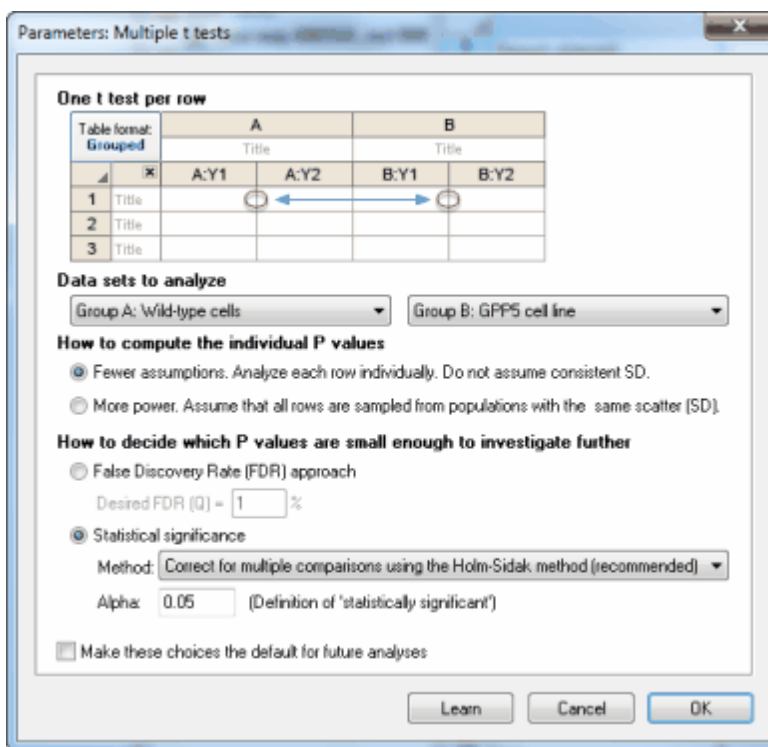 Parameters: Multiple t tests
One t test per row
Table format:
Grouped
A
B
Title
Title
A:Y1
A:Y2
B:Y1
B:Y2
1
Title
2
Title
3
Title
Data sets to analyze
Group A: Wild-type cells
Group B: GPP5 cell line
How to compute the individual P values
Fewer assumptions. Analyze each row individually. Do not assume consistent SD.
More power. Assume that all rows are sampled from populations with the same scatter (SD).
How to decide which P values are small enough to investigate further
False Discovery Rate (FDR) approach
Desired FDR (Q) = 1 %
Statistical significance
Method: Correct for multiple comparisons using the Holm-Sidak method (recommended)
Alpha: 0.05 (Definition of 'statistically significant')
Make these choices the default for future analyses
Learn
Cancel
OK